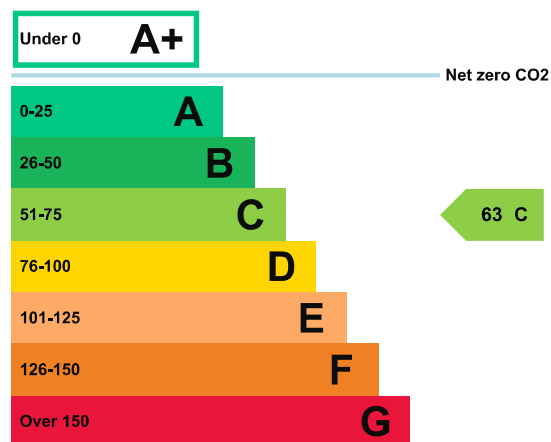 Under 0 A+
Net zero CO2
0-25 A
26-50 B
51-75 C
63 C
76-100 D
101-125 E
126-150 F
Over 150 G